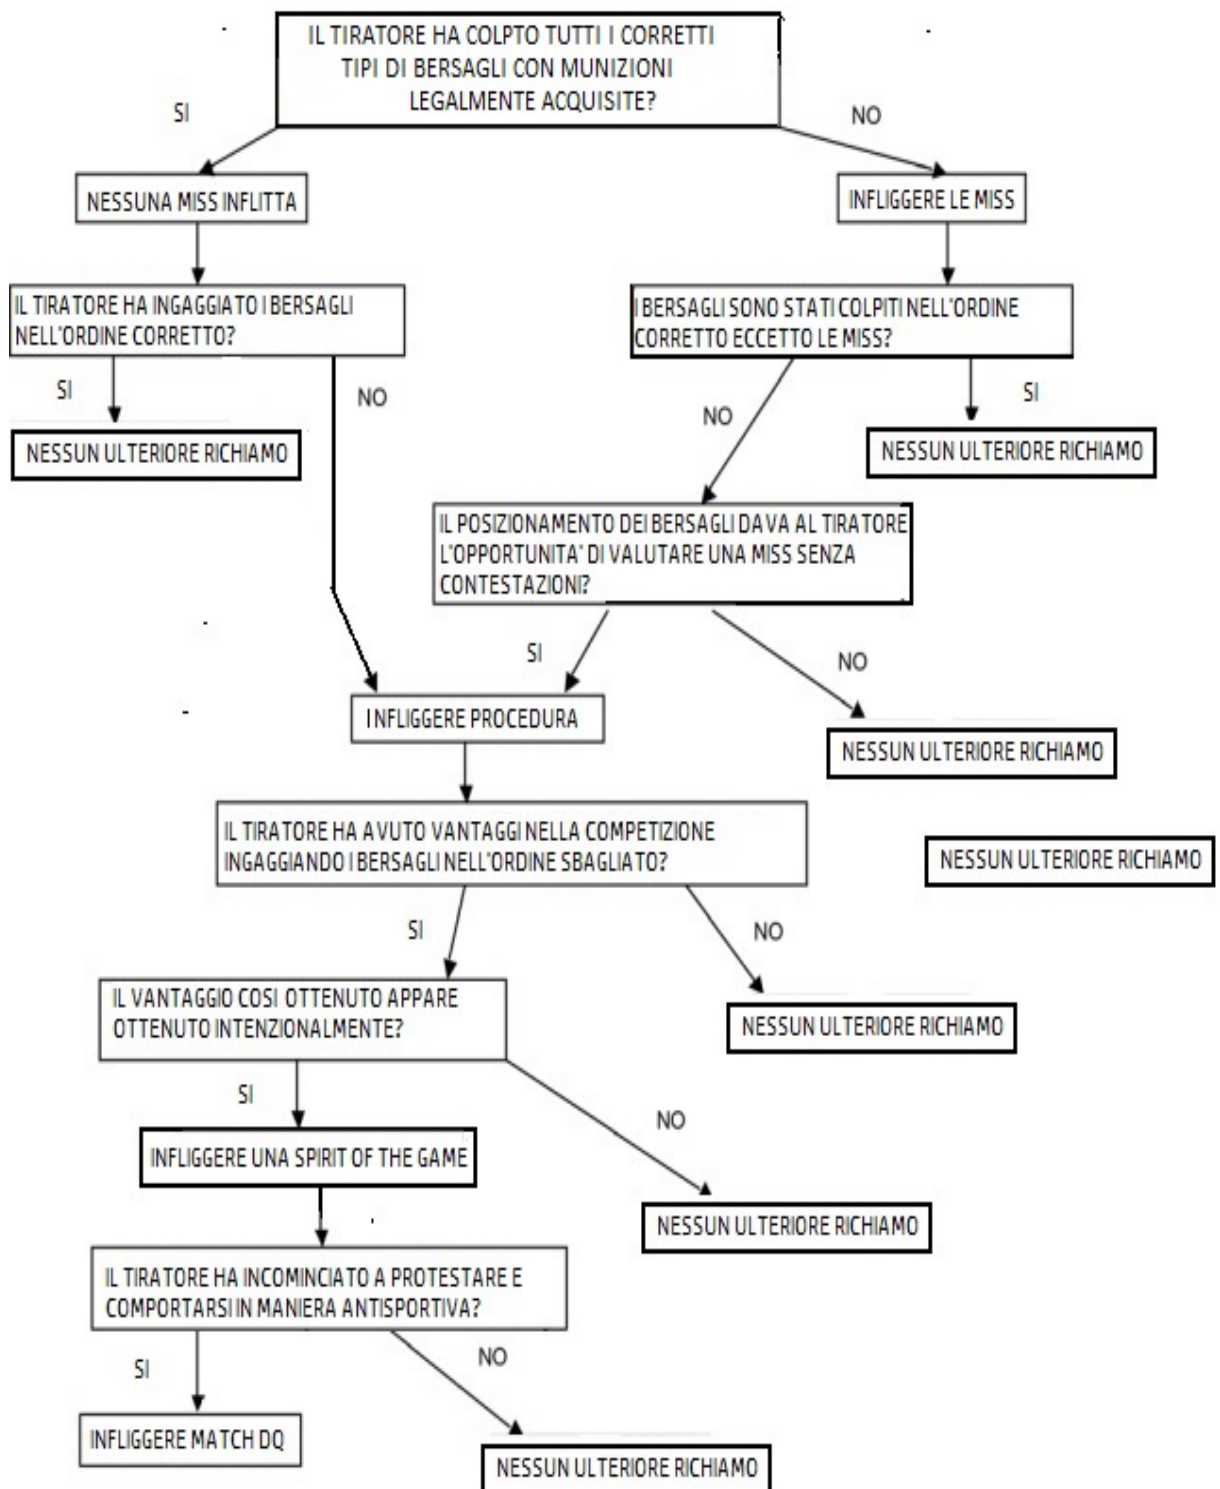 IL TIRATORE HA COLPTO TUTTI I CORRETTI
TIPI DI BERSAGLI CON MUNIZIONI
LEGALMENTE ACQUISITE?
SI
NO
NESSUNA MISS INFLITTA
INFLIGGERE LE MISS
IL TIRATORE HA INGAGGIATO I BERSAGLI
NELL'ORDINE CORRETTO?
I BERSAGLI SONO STATI COLPITI NELL'ORDINE
CORRETTO ECCETTO LE MISS?
SI
NO
NO
SI
NESSUN ULTERIORE RICHIAMO
NESSUN ULTERIORE RICHIAMO
IL POSIZIONAMENTO DEI BERSAGLI DAVA AL TIRATORE
L'OPPORTUNITA' DI VALUTARE UNA MISS SENZA
CONTESTAZIONI?
SI
NO
INFLIGGERE PROCEDURA
NESSUN ULTERIORE RICHIAMO
IL TIRATORE HA AVUTO VANTAGGI NELLA COMPETIZIONE
INGAGGIANDO I BERSAGLI NELL'ORDINE SBAGLIATO?
NESSUN ULTERIORE RICHIAMO
SI
NO
IL VANTAGGIO COSI OTTENUTO APPARE
OTTENUTO INTENZIONALMENTE?
NESSUN ULTERIORE RICHIAMO
SI
NO
INFLIGGERE UNA SPIRIT OF THE GAME
NESSUN ULTERIORE RICHIAMO
IL TIRATORE HA INCOMINCIATO A PROTESTARE E
COMPORTARSI IN MANIERA ANTISPORTIVA?
SI
NO
INFLIGGERE MATCH DQ
NESSUN ULTERIORE RICHIAMO